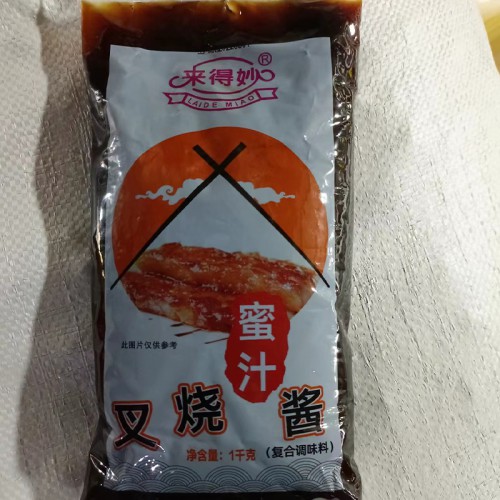 来得妙®
LAIDE MIAO
此图片仅供参考
蜜汁
叉烧酱
净含量：1千克（复合调味料）